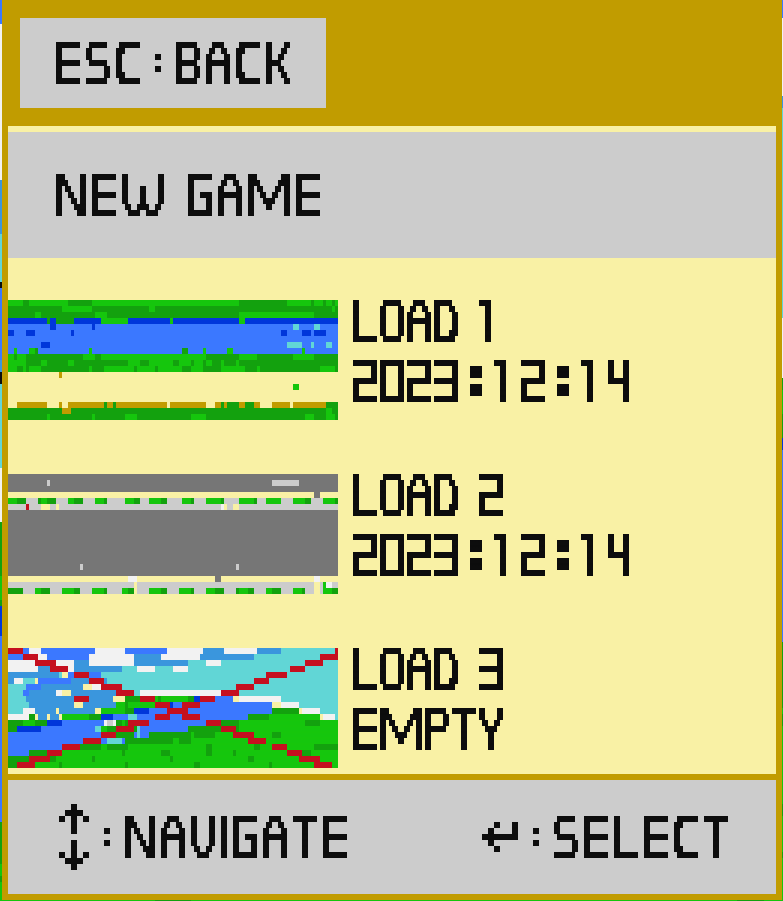 ESC:BACK
NEW GAME
LOAD 1
2023:12:14
LOAD 2
2023:12:14
LOAD 3
EMPTY
↕:NAVIGATE ↵:SELECT